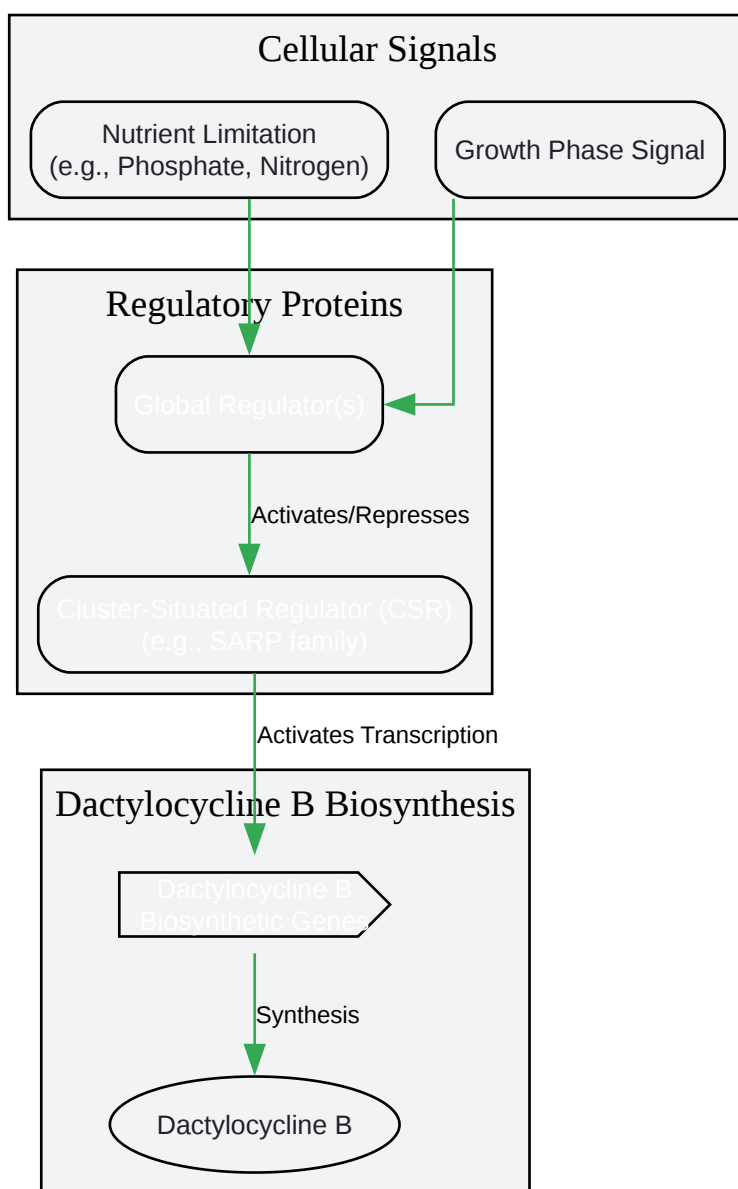 Cellular Signals
Nutrient Limitation
(e.g., Phosphate, Nitrogen)
Growth Phase Signal
Regulatory Proteins
Global Regulator(s)
Activates/Represses
Cluster-Situated Regulator (CSR)
(e.g., SARP family)
Activates Transcription
Dactylocycline B Biosynthesis
Dactylocycline B
Biosynthetic Genes
Synthesis
Dactylocycline B